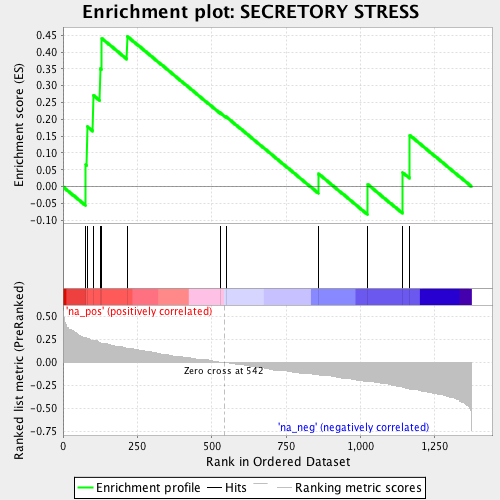 Enrichment plot: SECRETORY STRESS
Enrichment score (ES)
0.45
0.40
0.35
0.30
0.25
0.20
0.15
0.10
0.05
0.00
-0.05
-0.10
'na_pos' (positively correlated)
Ranked list metric (PreRanked)
0.50
0.25
0.00
-0.25
-0.50
-0.75
Zero cross at 542
'na_neg' (negatively correlated)
0 250 500 750 1,000 1,250
Rank in Ordered Dataset
Enrichment profile Hits Ranking metric scores